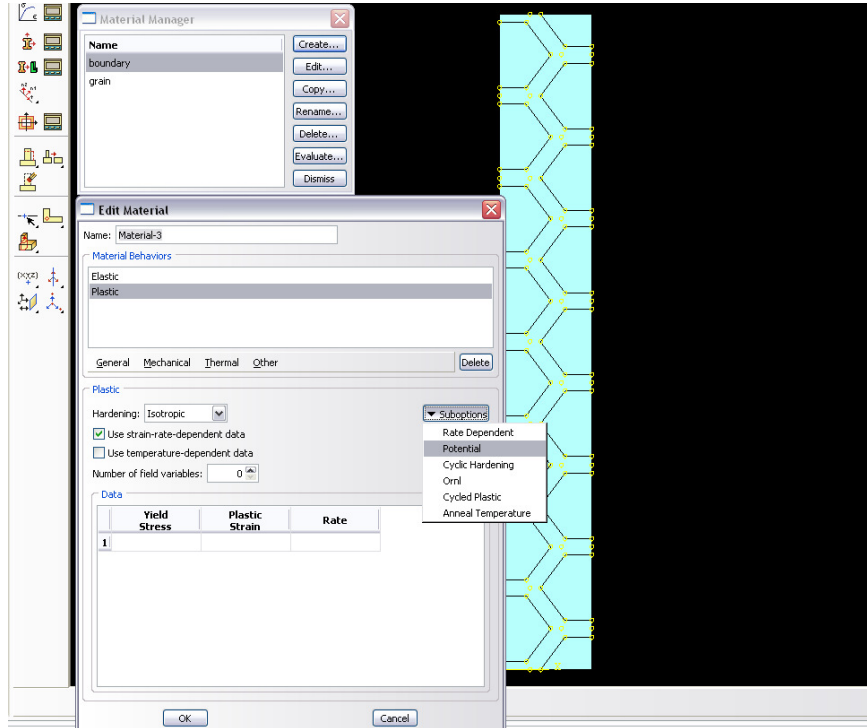 Material Manager
Name
boundary
grain
Create...
Edit...
Copy...
Rename...
Delete...
Evaluate...
Dismiss
Edit Material
Name: Material-3
Material Behaviors
Elastic
Plastic
General Mechanical Thermal Other Delete
Plastic
Hardening: Isotropic
Suboptions
Use strain-rate-dependent data
Use temperature-dependent data
Number of field variables: 0
Rate Dependent
Potential
Cyclic Hardening
Ornl
Cycled Plastic
Anneal Temperature
Data
Yield Stress Plastic Strain Rate
1
OK Cancel
(XYZ)